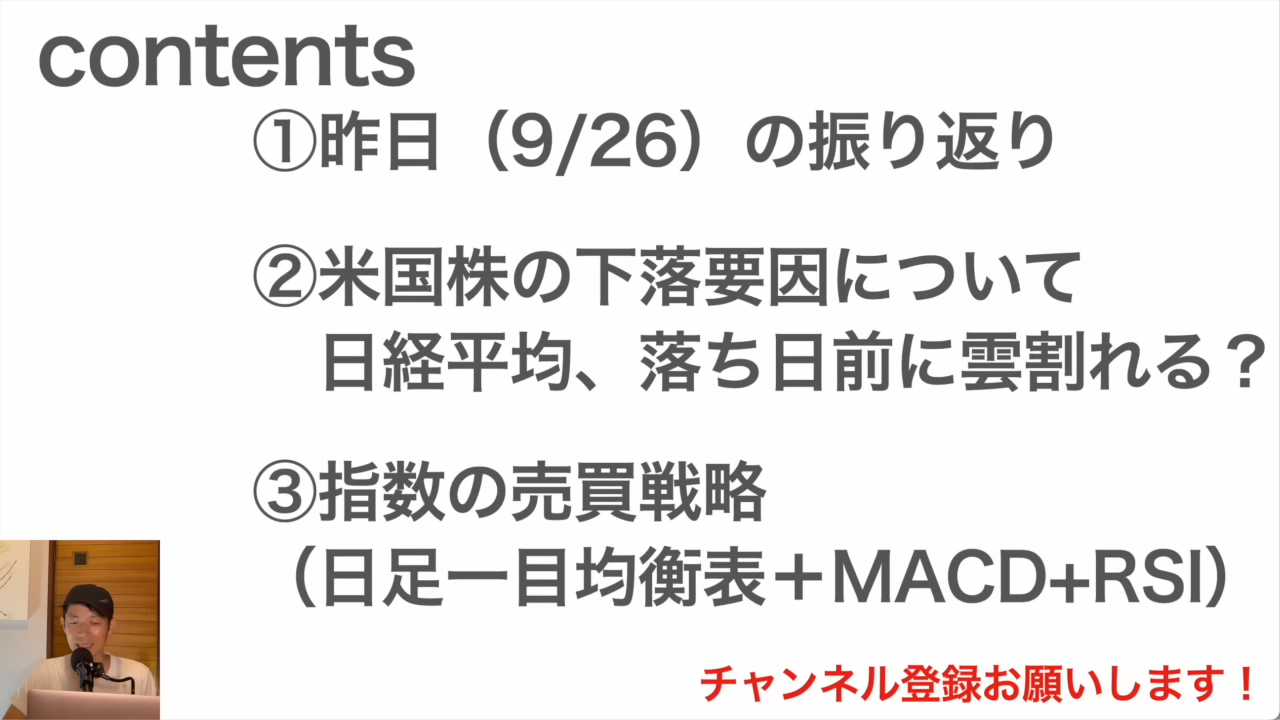 contents
①昨日（9/26）の振り返り
②米国株の下落要因について
日経平均、落ち日前に雲割れる？
③指数の売買戦略
（日足一目均衡表＋MACD+RSI）
チャンネル登録お願いします！